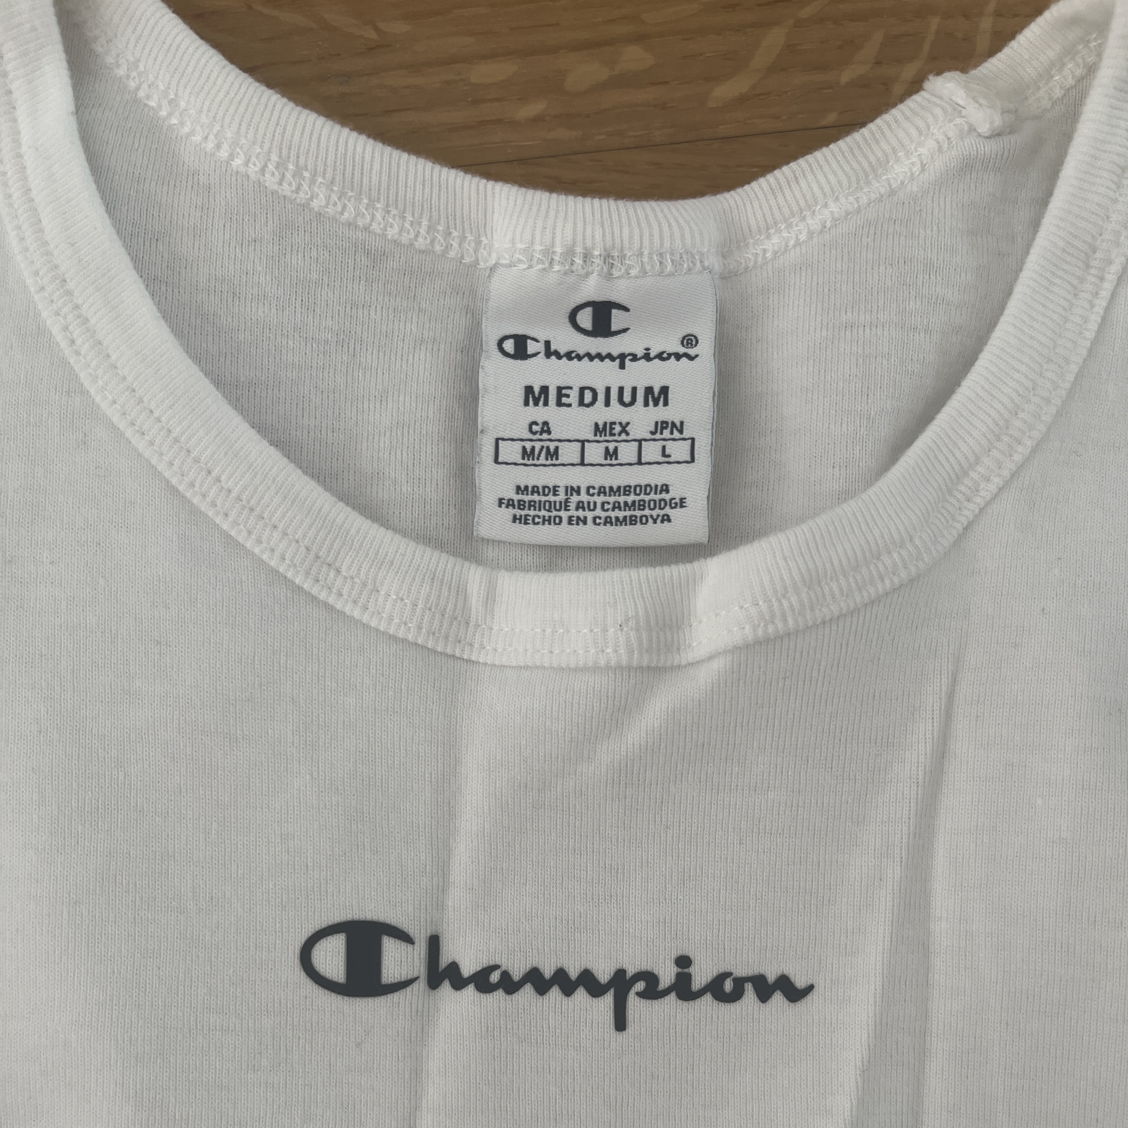 Champion®
MEDIUM
CA MEX JPN
M/M M L
MADE IN CAMBODIA
FABRIQUÉ AU CAMBODGE
HECHO EN CAMBOYA
Champion